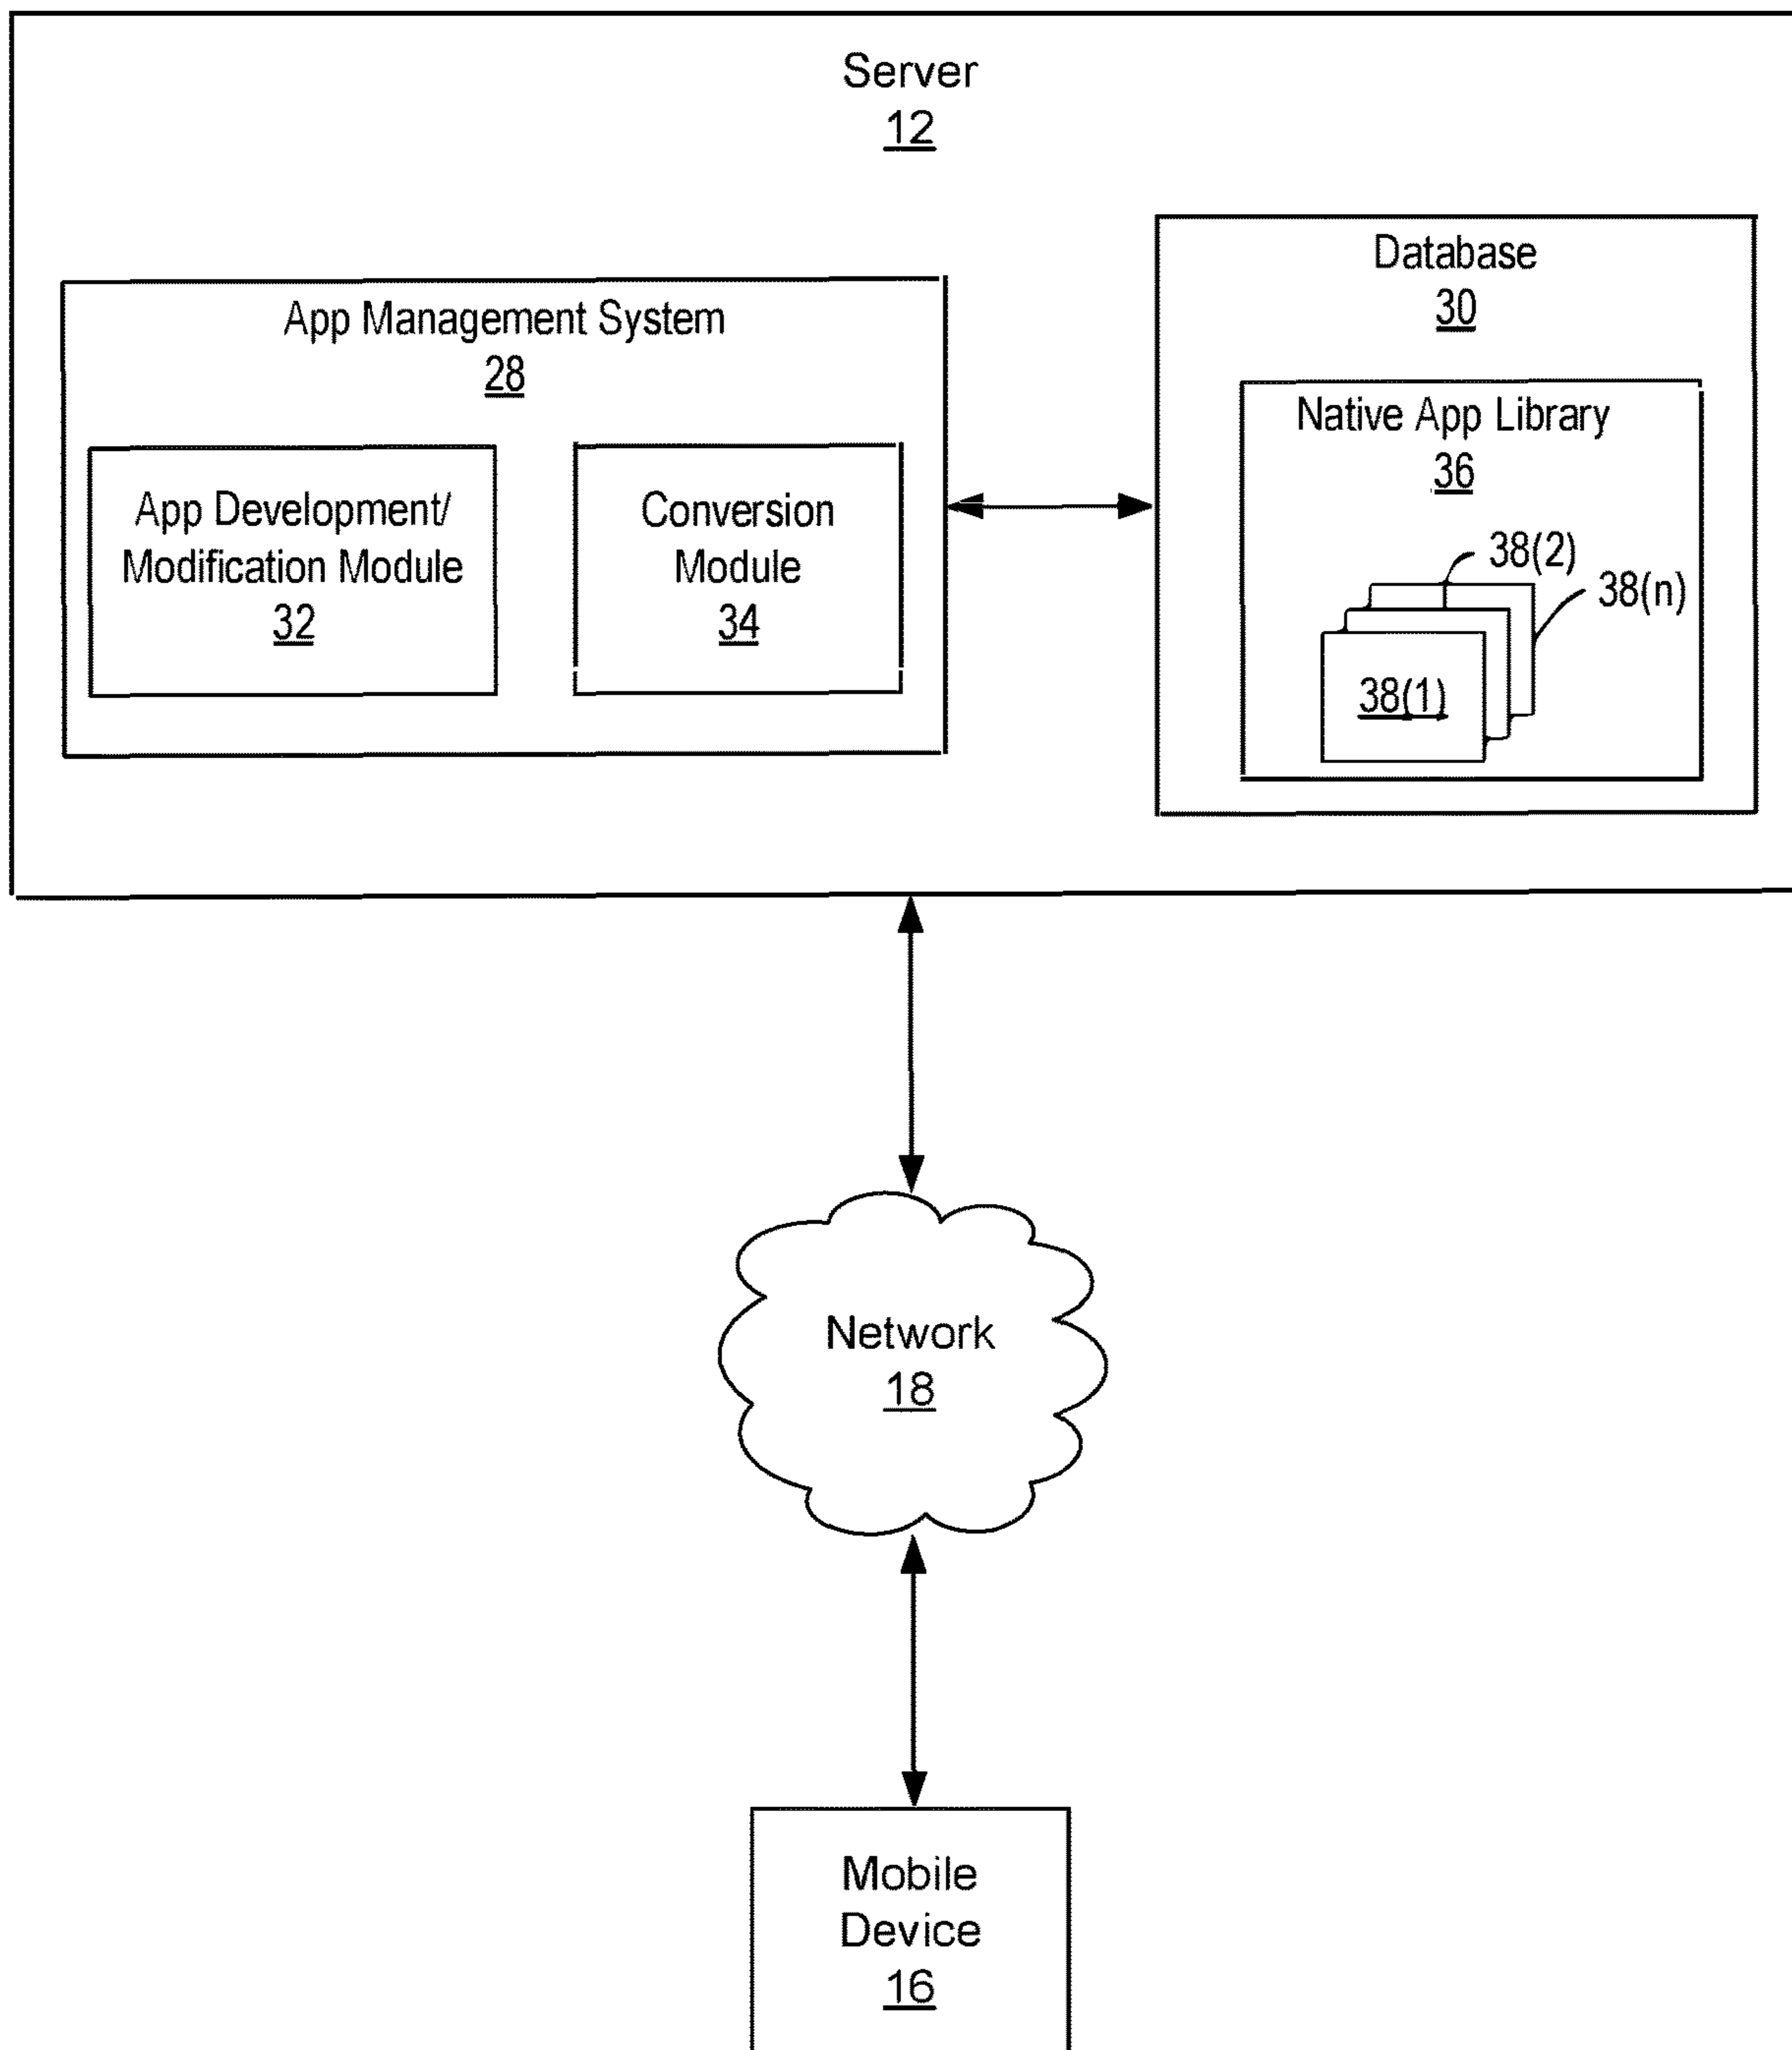 Server
12
App Management System
28
App Development/
Modification Module
32
Conversion
Module
34
Database
30
Native App Library
36
38(2)
38(n)
38(1)
Network
18
Mobile
Device
16